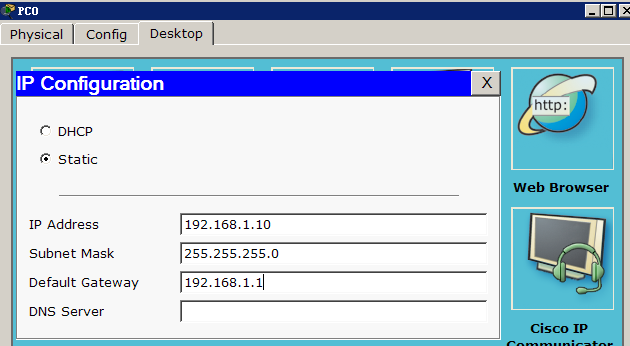 PC0
Physical Config Desktop
IP Configuration X
http:
DHCP
Static
Web Browser
IP Address 192.168.1.10
Subnet Mask 255.255.255.0
Default Gateway 192.168.1.1
DNS Server
Cisco IP
Communicator